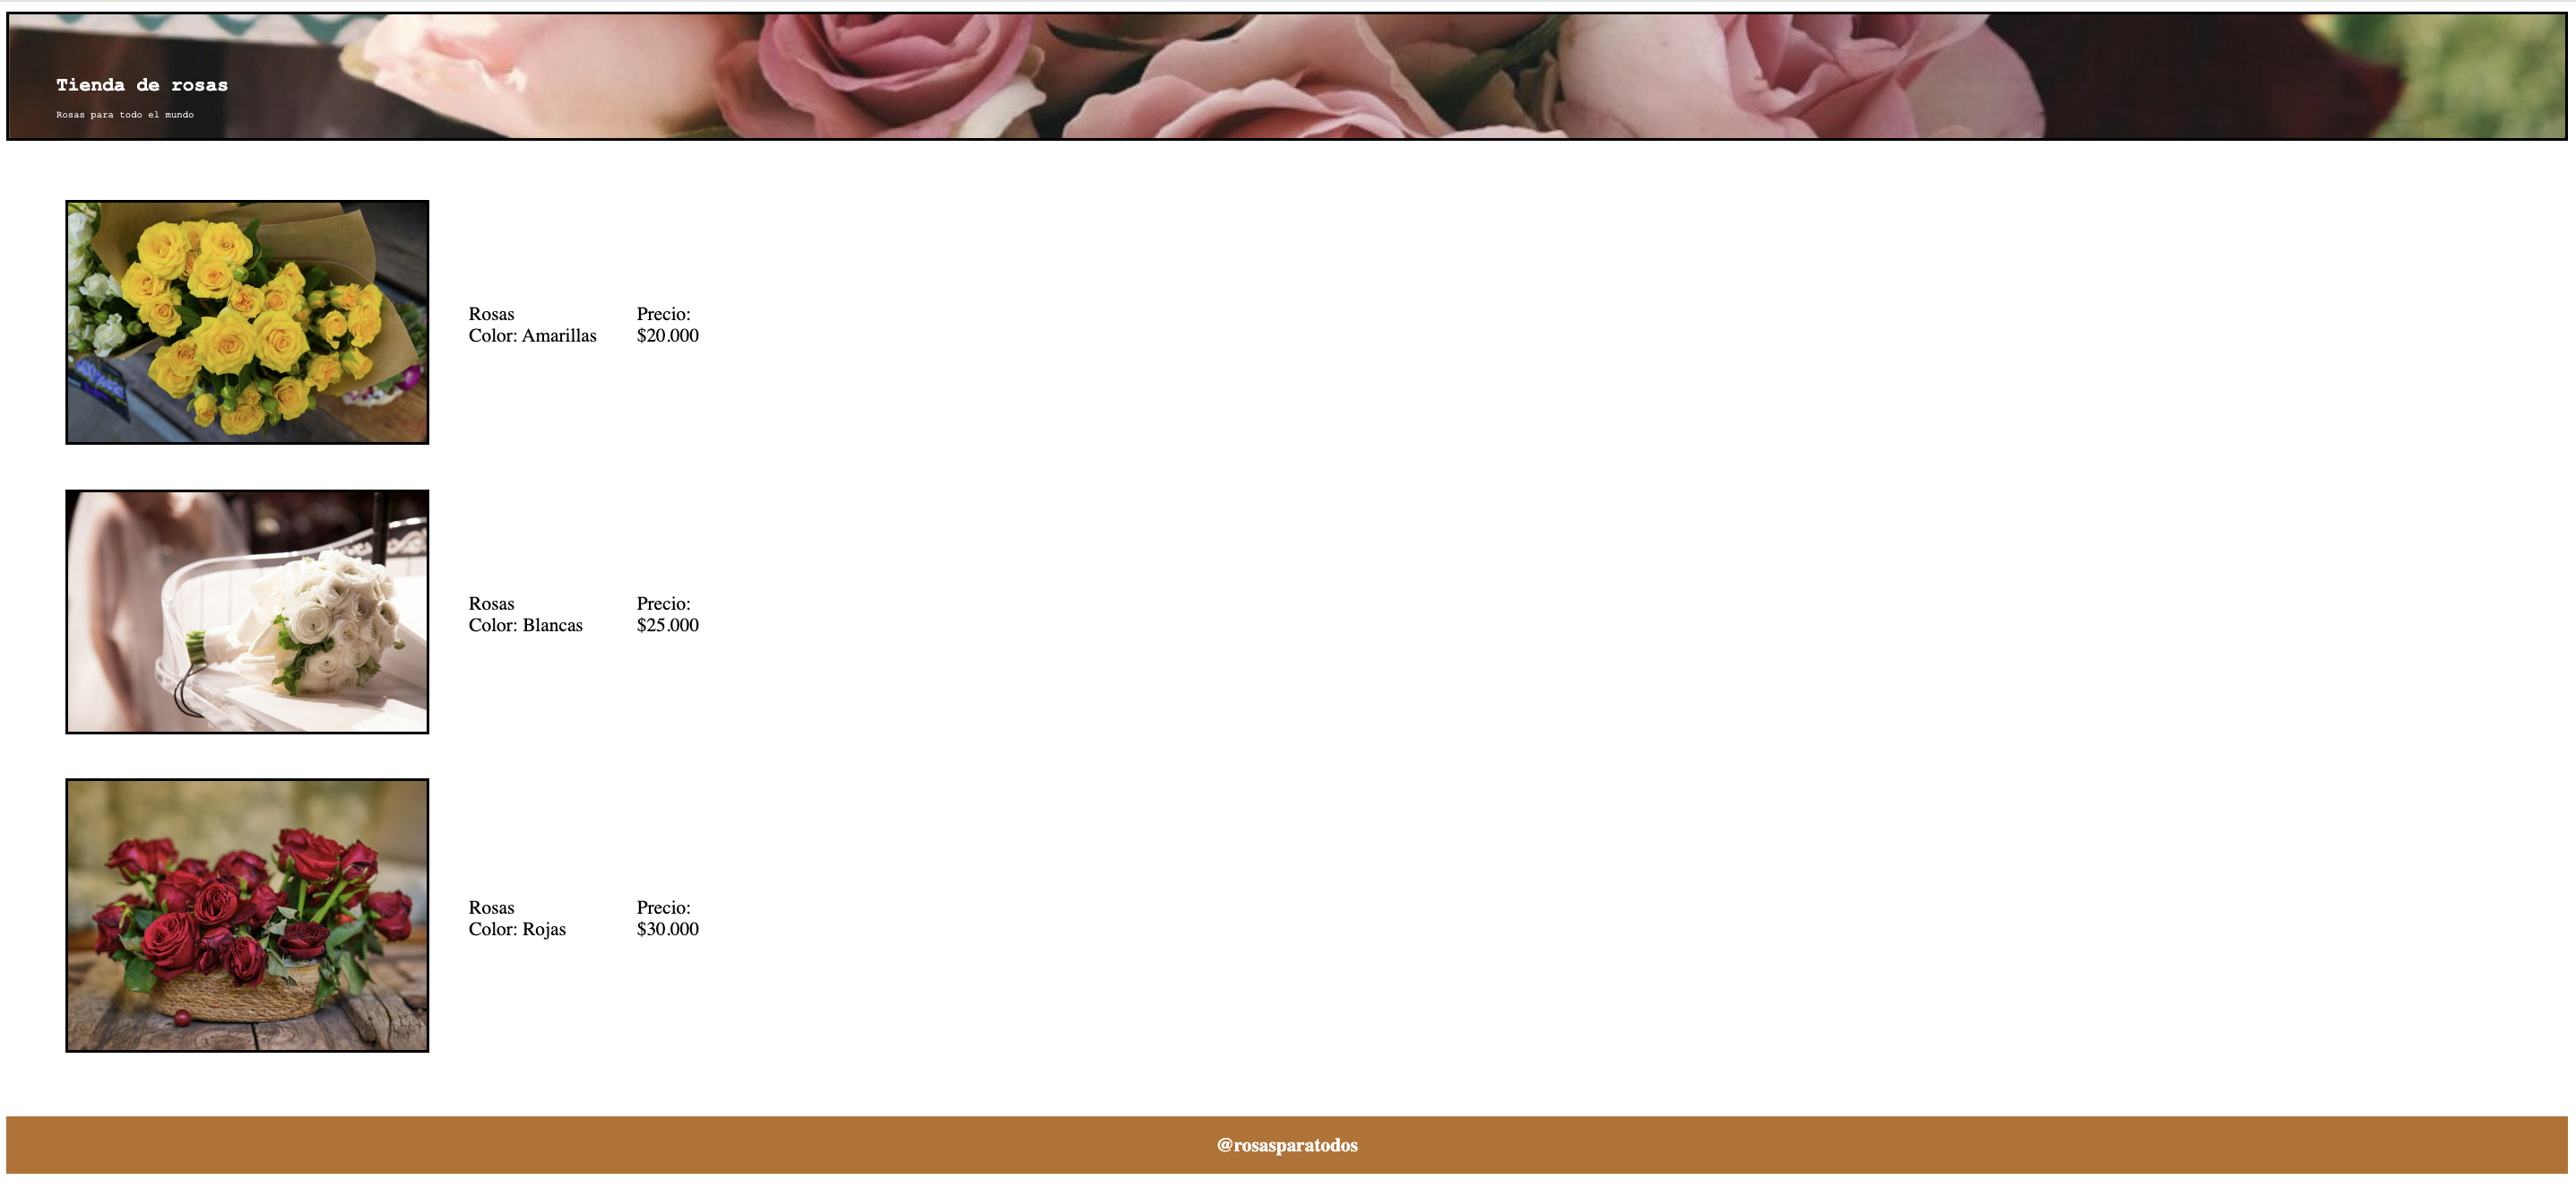 Tienda de rosas
Rosas para todo el mundo
Rosas
Color: Amarillas
Precio:
$20.000
Rosas
Color: Blancas
Precio:
$25.000
Rosas
Color: Rojas
Precio:
$30.000
@rosasparatodos